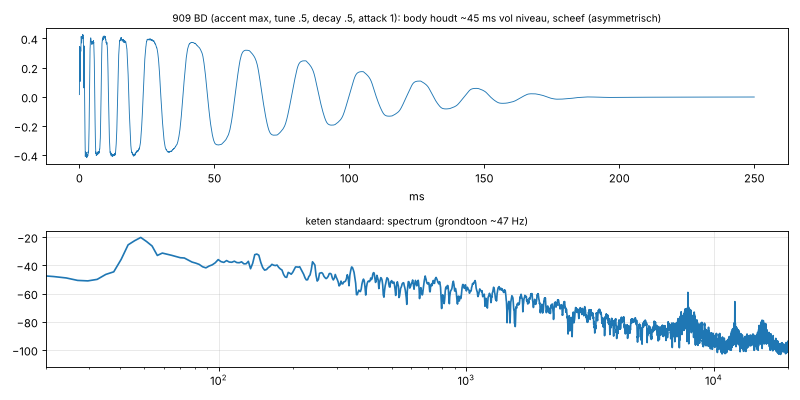 909 BD (accent max, tune .5, decay .5, attack 1): body houdt ~45 ms vol niveau, scheef (asymmetrisch)
0.4
0.2
0.0
−0.2
−0.4
0 50 100 150 200 250
ms
keten standaard: spectrum (grondtoon ~47 Hz)
−20
−40
−60
−80
−100
10² 10³ 10⁴